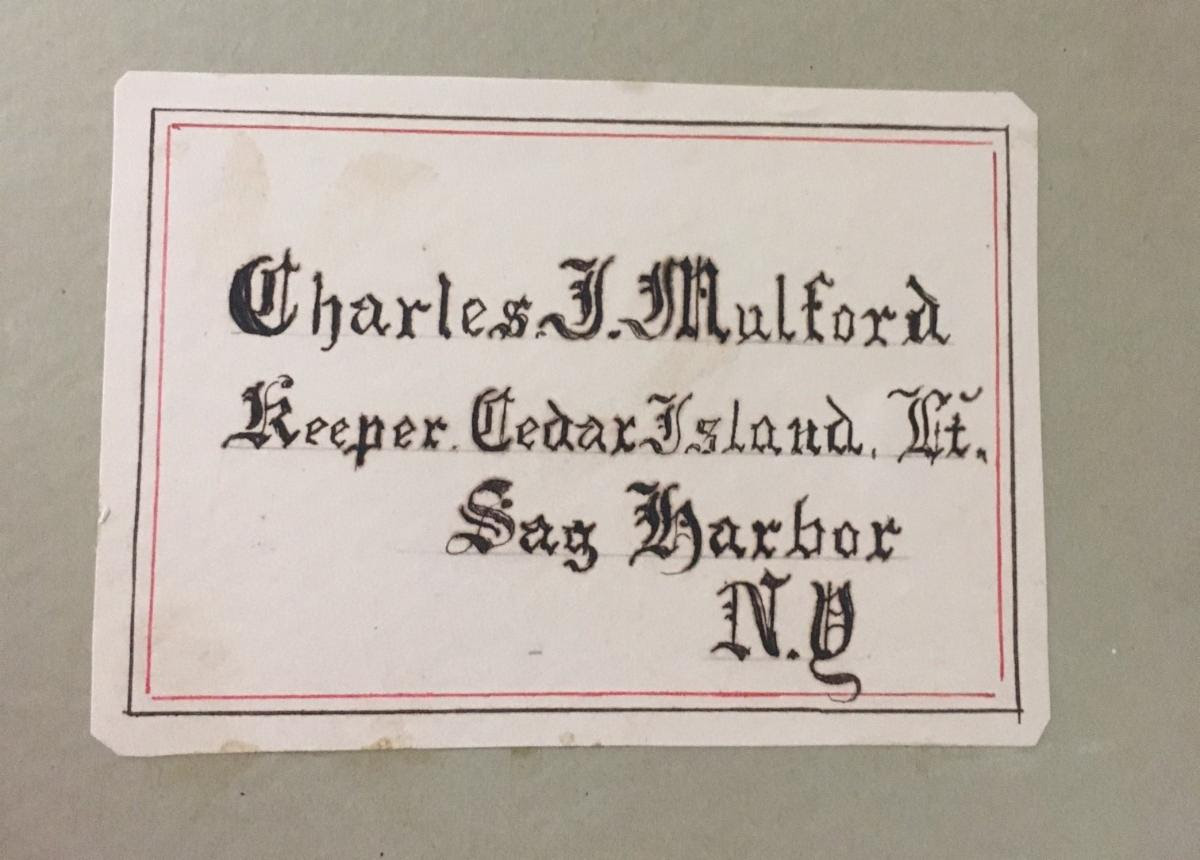 Charles. J. Mulford
Keeper. Cedar Island. Lt.
Sag Harbor
N.Y